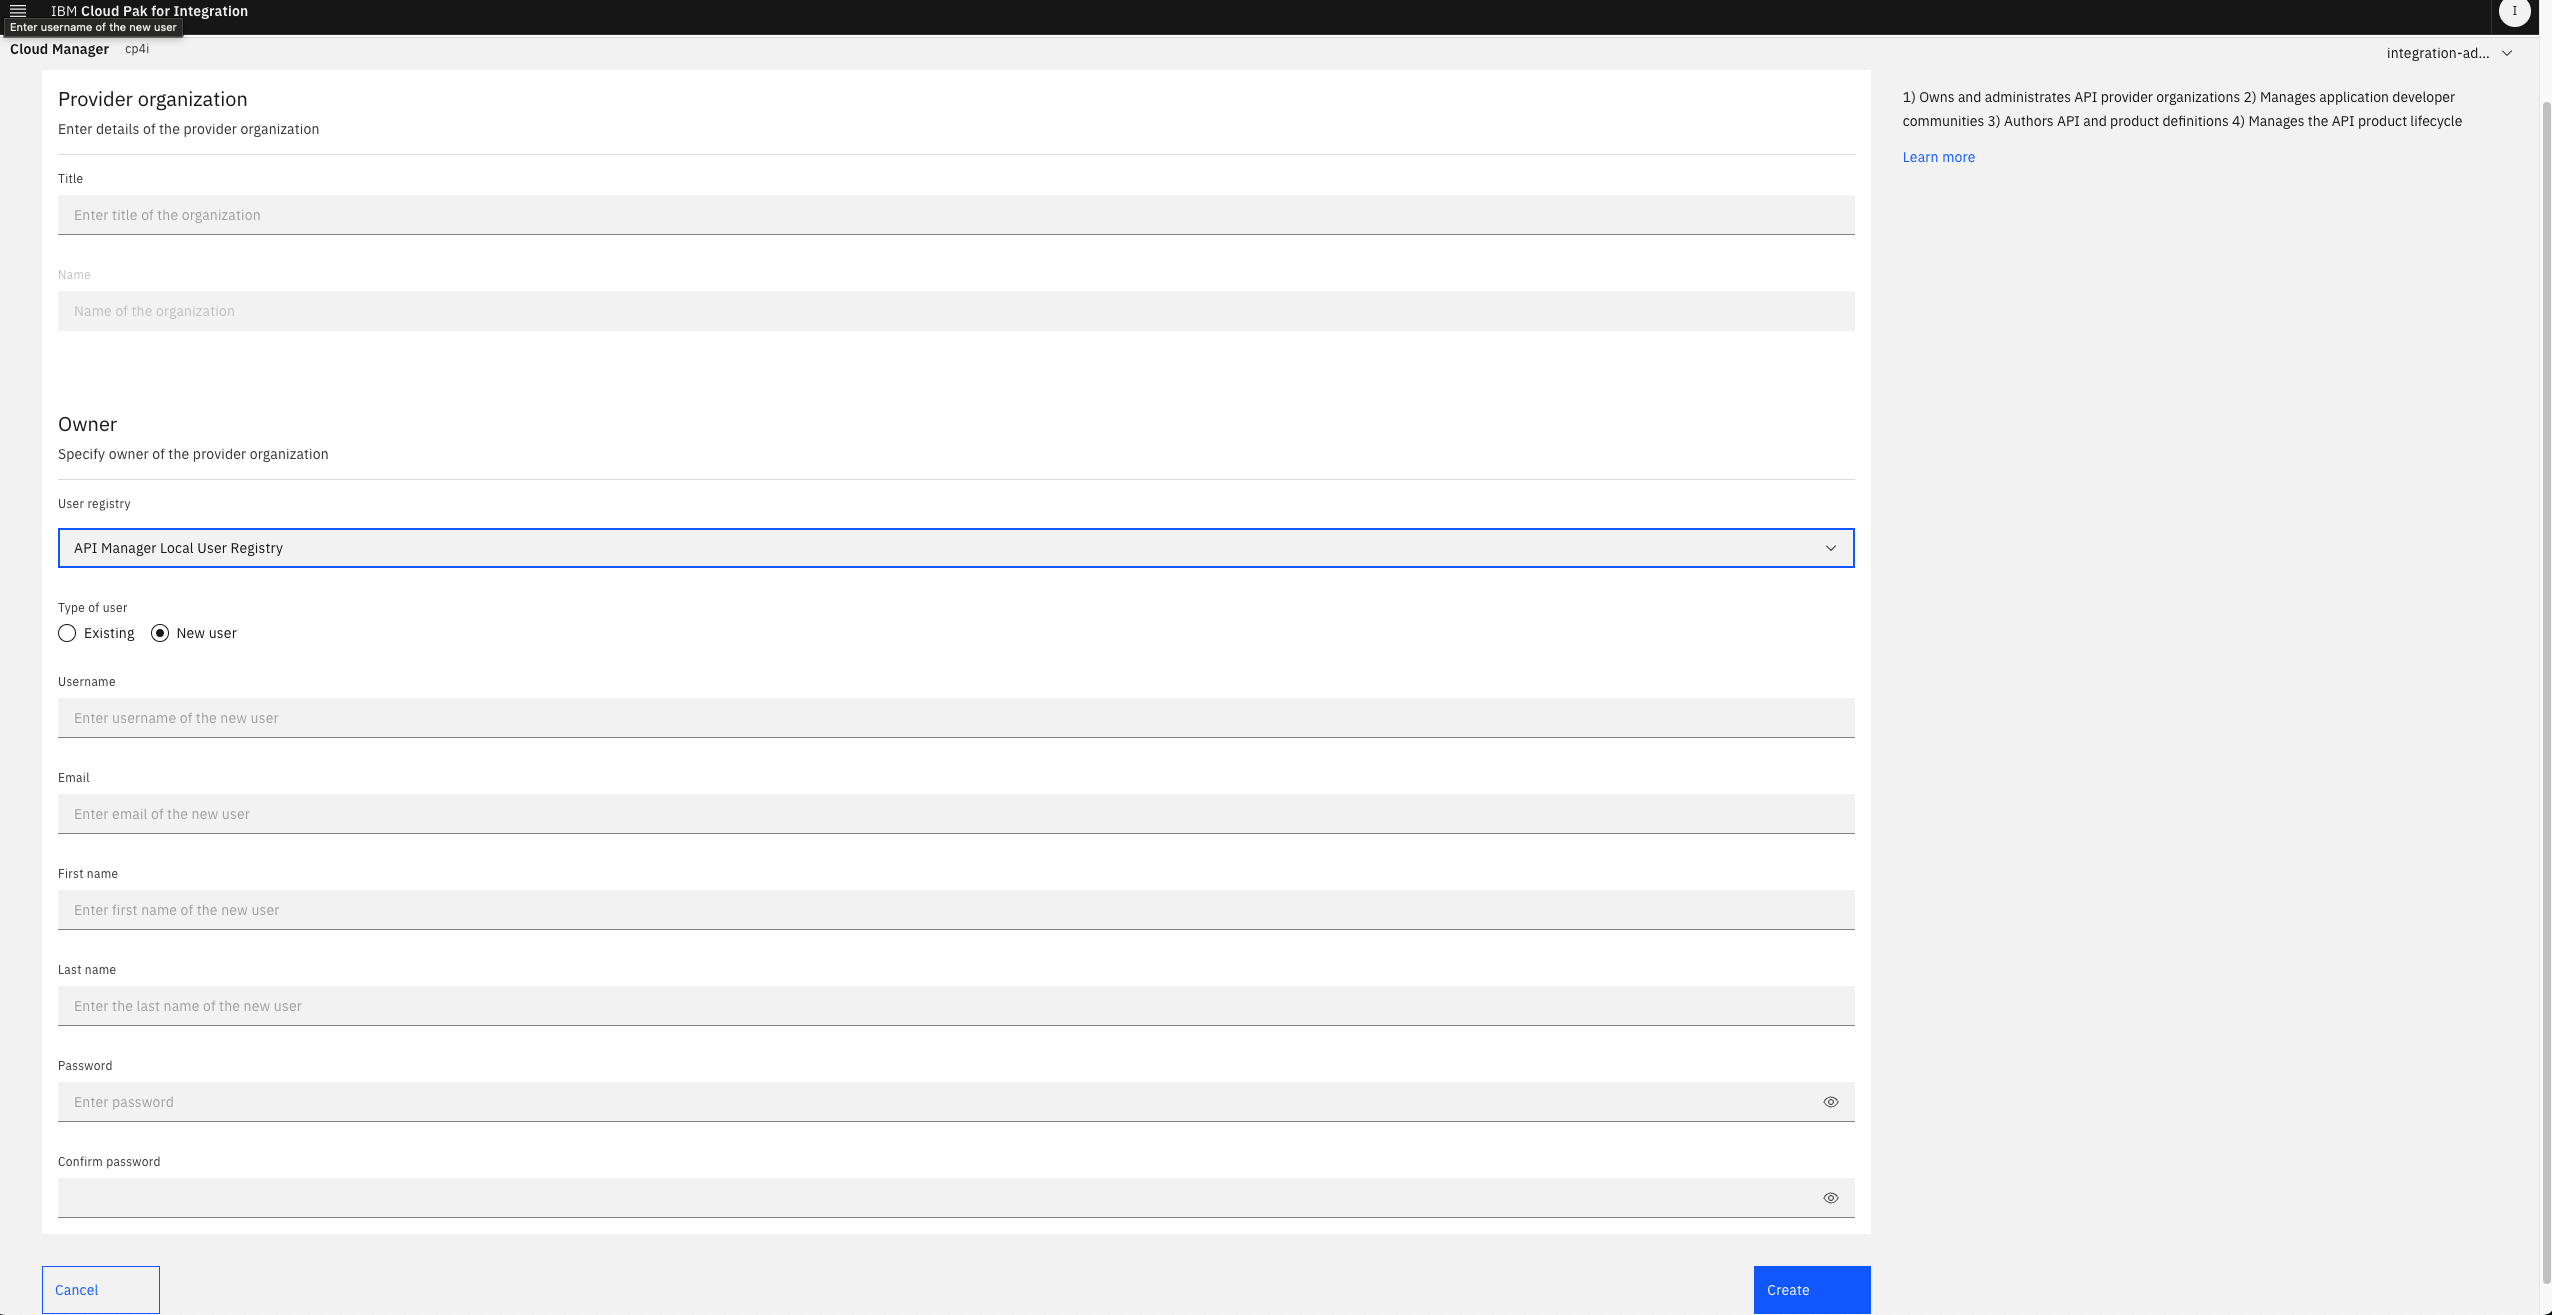 IBM Cloud Pak for Integration
I
Enter username of the new user
Cloud Manager cp4i
integration-ad...
Provider organization
Enter details of the provider organization
Title
Enter title of the organization
Name
Name of the organization
Owner
Specify owner of the provider organization
User registry
API Manager Local User Registry
Type of user
Existing New user
Username
Enter username of the new user
Email
Enter email of the new user
First name
Enter first name of the new user
Last name
Enter the last name of the new user
Password
Enter password
Confirm password
Cancel
Create
1) Owns and administrates API provider organizations 2) Manages application developer
communities 3) Authors API and product definitions 4) Manages the API product lifecycle
Learn more